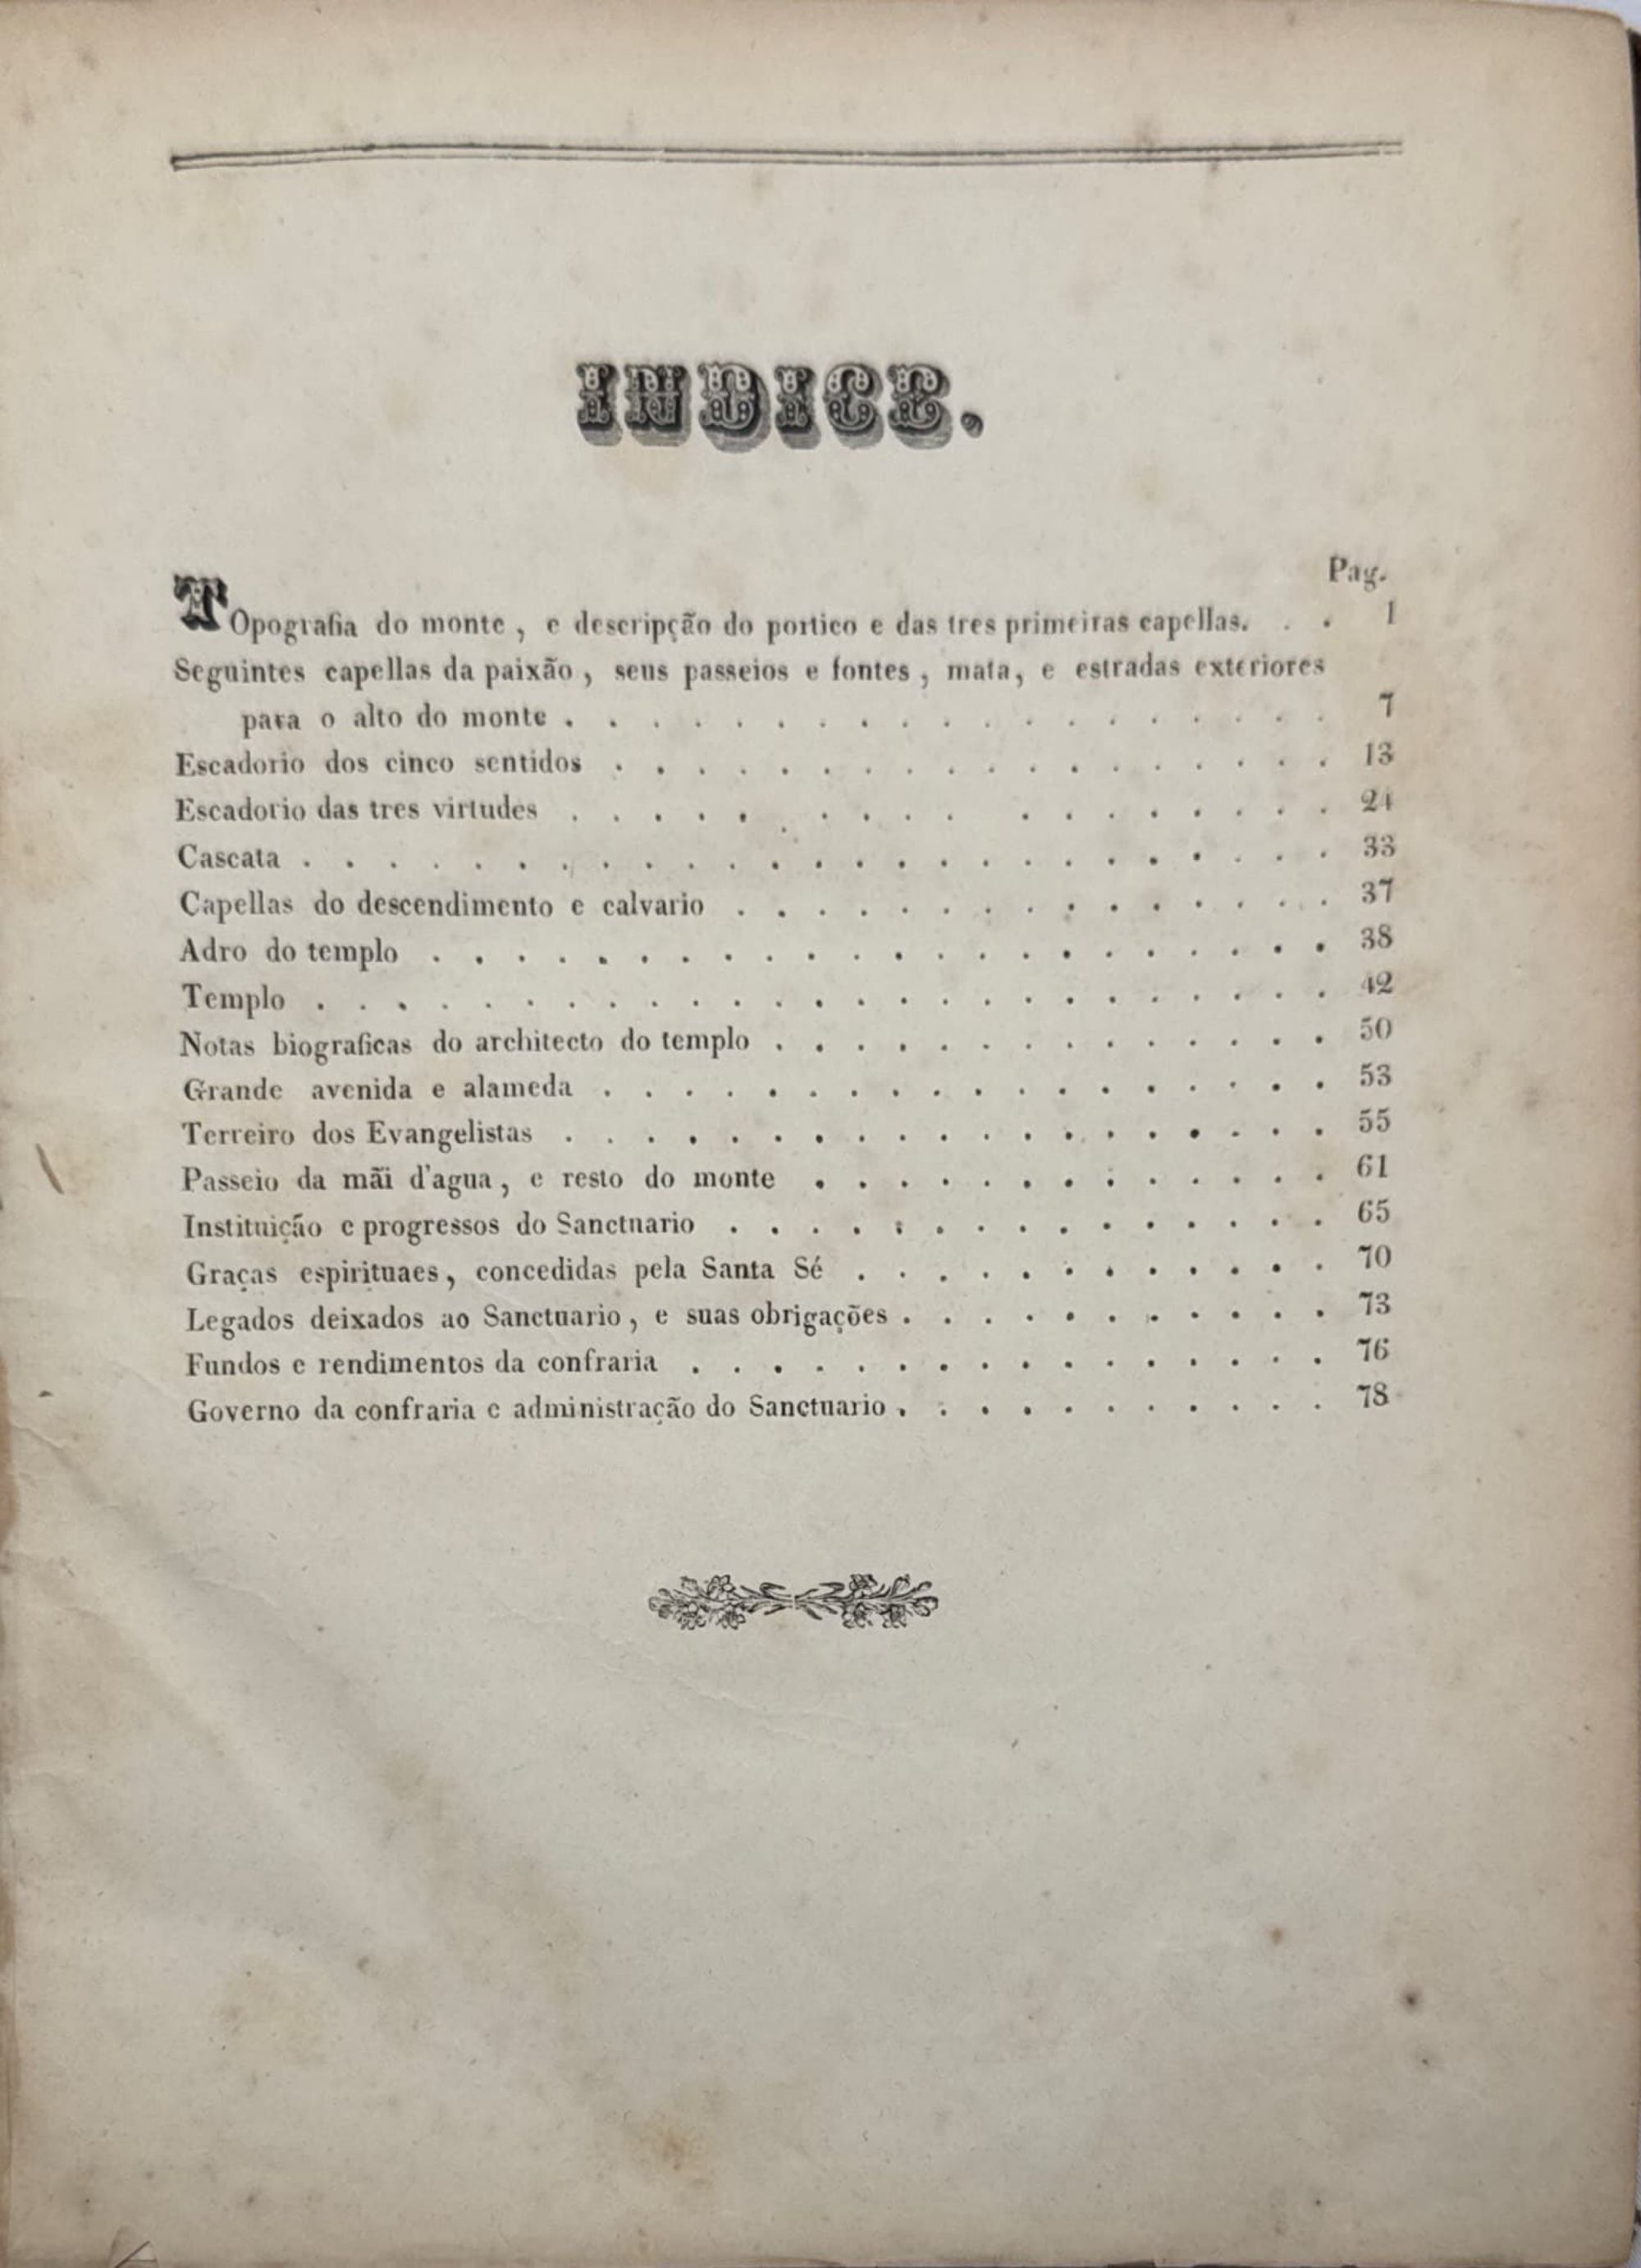 INDICE.
Pag.
TOpografia do monte, e descripção do portico e das tres primeiras capellas. . . 1
Seguintes capellas da paixão, seus passeios e fontes, mata, e estradas exteriores
para o alto do monte . . . . . . . . . . . . . . . . . . . 7
Escadorio dos cinco sentidos . . . . . . . . . . . . . . . . . . 13
Escadorio das tres virtudes . . . . . . . . . . . . . . . . . . 24
Cascata . . . . . . . . . . . . . . . . . . . . . . . . . 33
Capellas do descendimento e calvario . . . . . . . . . . . . . . . 37
Adro do templo . . . . . . . . . . . . . . . . . . . . . . 38
Templo . . . . . . . . . . . . . . . . . . . . . . . . . 42
Notas biograficas do architecto do templo . . . . . . . . . . . . . . 50
Grande avenida e alameda . . . . . . . . . . . . . . . . . . 53
Terreiro dos Evangelistas . . . . . . . . . . . . . . . . . . . 55
Passeio da mãi d'agua, e resto do monte . . . . . . . . . . . . . 61
Instituição e progressos do Sanctuario . . . . . . . . . . . . . . . 65
Graças espirituaes, concedidas pela Santa Sé . . . . . . . . . . . . 70
Legados deixados ao Sanctuario, e suas obrigações . . . . . . . . . . . 73
Fundos e rendimentos da confraria . . . . . . . . . . . . . . . . 76
Governo da confraria e administração do Sanctuario . . . . . . . . . . . 78